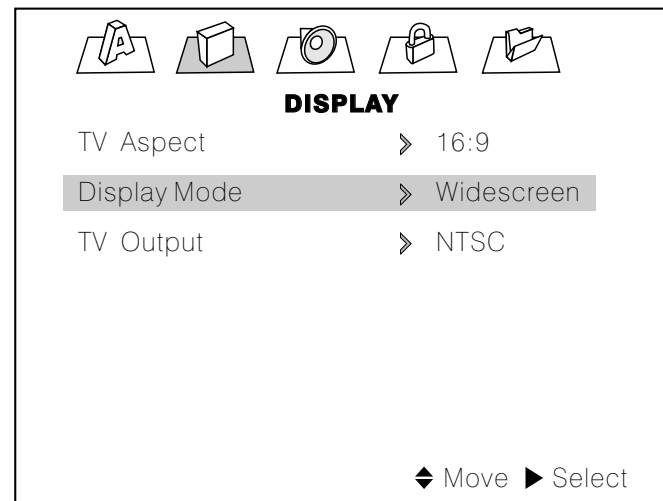 A
DISPLAY
TV Aspect 16:9
Display Mode Widescreen
TV Output NTSC
Move Select